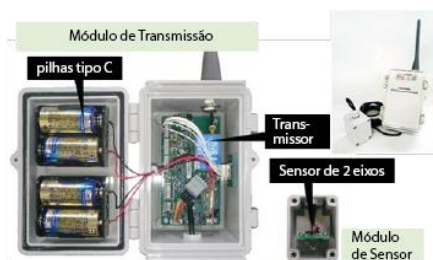 Módulo de Transmissão
pilhas tipo C
Trans-
missor
Sensor de 2 eixos
Módulo
de Sensor